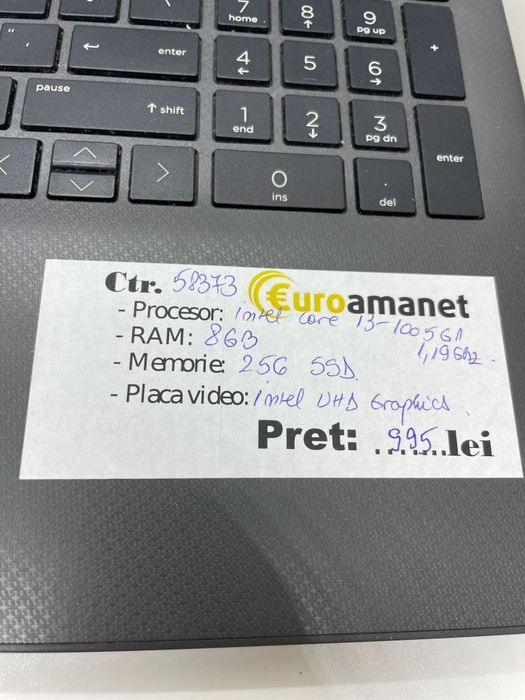 7 home 8 ↑ 9 pg up +
" ' ← enter 4 ← 5 6 →
pause
↑ shift 1 end 2 ↓ 3 pg dn enter
0 ins . del
Ctr. 58373 €uroamanet
- Procesor: intel core i3-1005G1
1,19Ghz.
- RAM: 8GB
- Memorie: 256 SSD.
- Placa video: intel UHD Graphics.
Pret: 995 lei